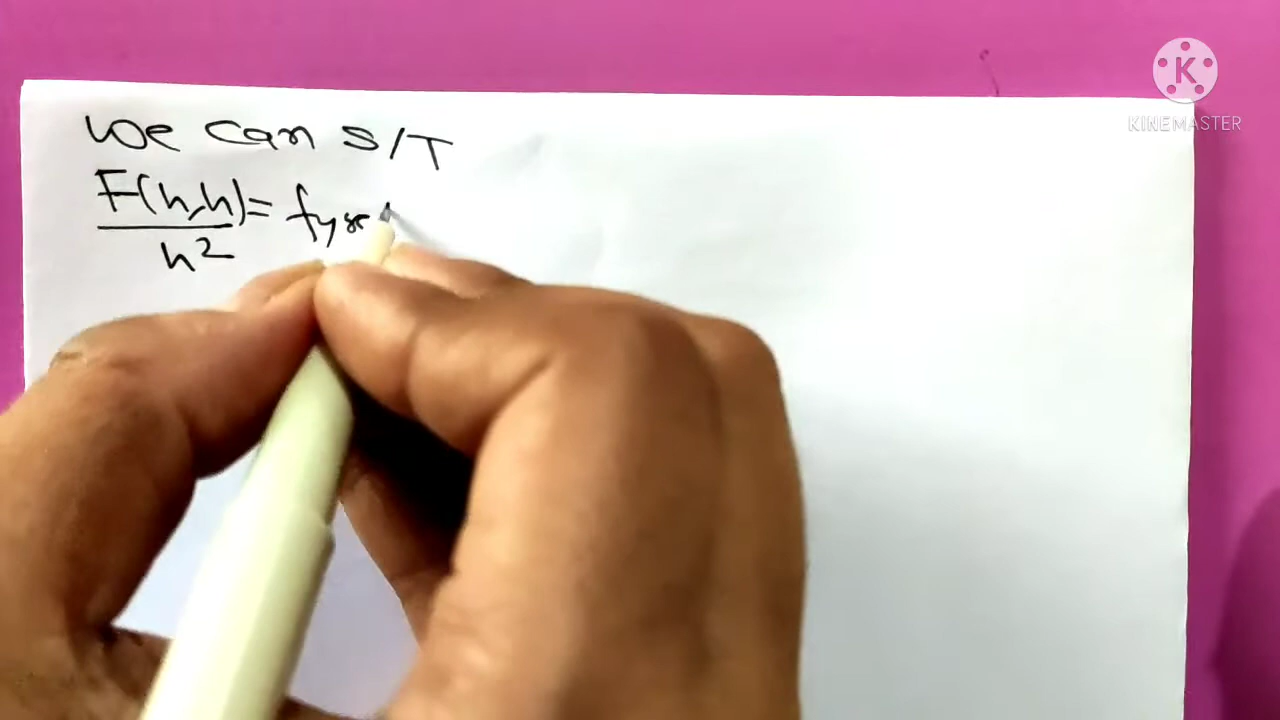 We can S/T
F(h,h) = fyx
h2
K
KINEMASTER